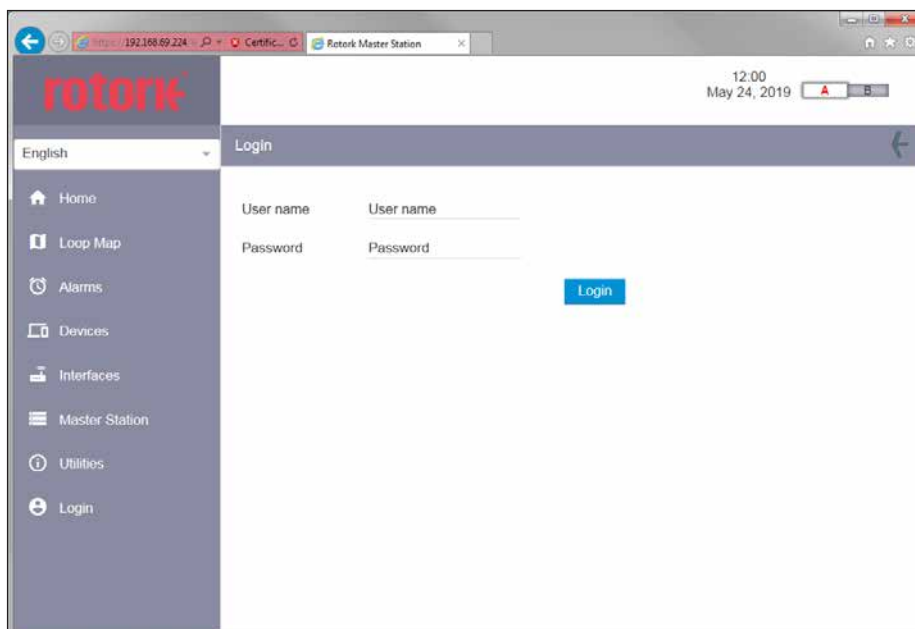 https://192.168.69.224
Certific...
Rotork Master Station
rotork
12:00
May 24, 2019
A
B
English
Login
Home
User name
User name
Loop Map
Password
Password
Alarms
Login
Devices
Interfaces
Master Station
Utilities
Login